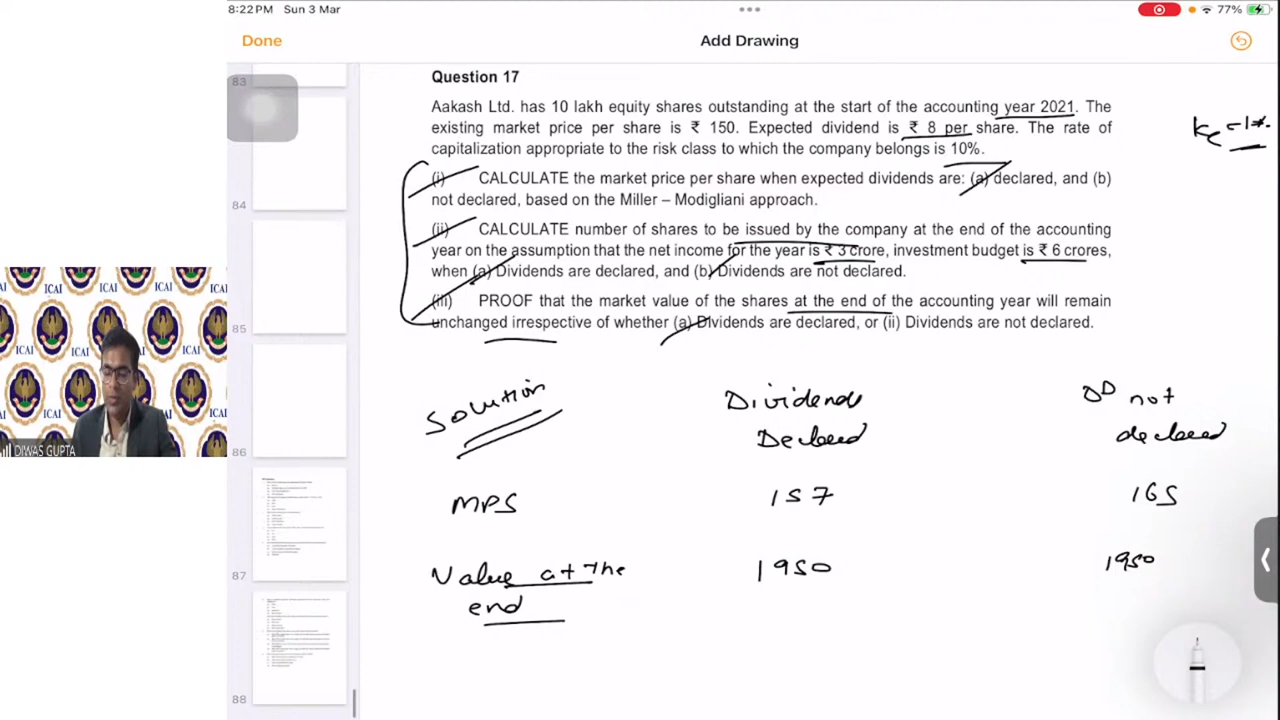 8:22 PM Sun 3 Mar
77%
Done
Add Drawing
83
84
85
86
87
88
Question 17
Aakash Ltd. has 10 lakh equity shares outstanding at the start of the accounting year 2021. The
existing market price per share is ₹ 150. Expected dividend is ₹ 8 per share. The rate of
capitalization appropriate to the risk class to which the company belongs is 10%.
(i) CALCULATE the market price per share when expected dividends are: (a) declared, and (b)
not declared, based on the Miller – Modigliani approach.
(ii) CALCULATE number of shares to be issued by the company at the end of the accounting
year on the assumption that the net income for the year is ₹ 3 crore, investment budget is ₹ 6 crores,
when (a) Dividends are declared, and (b) Dividends are not declared.
(iii) PROOF that the market value of the shares at the end of the accounting year will remain
unchanged irrespective of whether (a) Dividends are declared, or (ii) Dividends are not declared.
Solution
Dividends
Declared
not
declared
MPS 157 165
Value at the 1950 1950
end
ICAI ICAI ICAI
ICAI ICAI
ICAI
DIWAS GUPTA